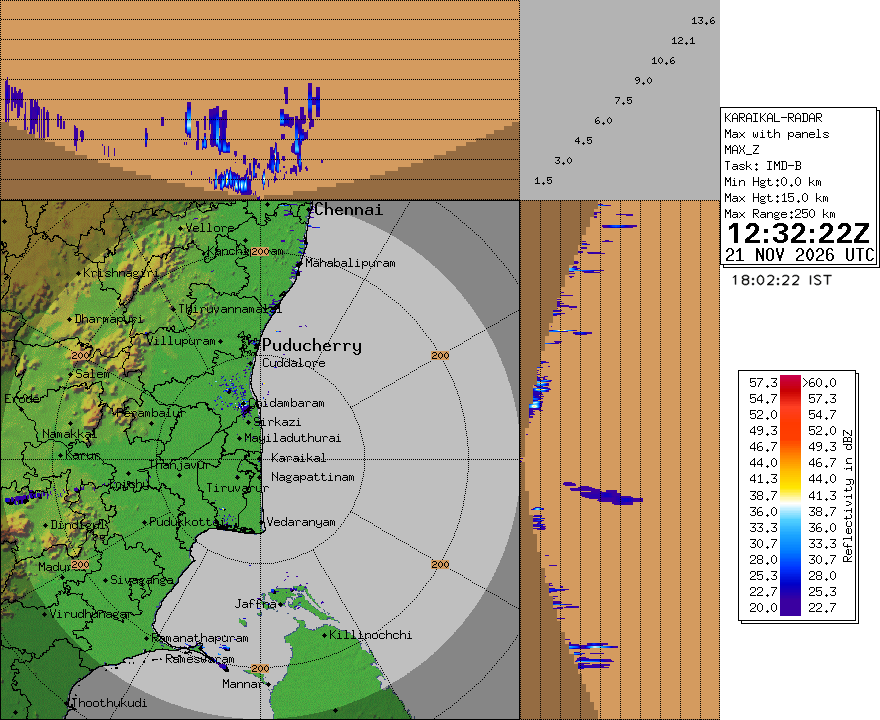 13.6
12.1
10.6
9.0
7.5
6.0
4.5
3.0
1.5
KARAIKAL-RADAR
Max with panels
MAX_Z
Task: IMD-B
Min Hgt:0.0 km
Max Hgt:15.0 km
Max Range:250 km
12:32:22Z
21 NOV 2026 UTC
18:02:22 IST
Chennai
Vellore
200
Mahabalipuram
Krishnagiri
Thiruvannamalai
Dharmapuri
Villupuram
Puducherry
200
200
Cuddalore
Salem
Erode
Chidambaram
Perambalur
Sirkazi
Namakkal
Mayiladuthurai
Karur
Karaikal
Thanjavur
Nagapattinam
Tiruvarur
Dindigul
Pudukkottai
Vedaranyam
200
200
Madurai
Sivaganga
Jaffna
Virudhunagar
Ramanathapuram
Killinochchi
Rameswaram
200
Mannar
Thoothukudi
57.3 >60.0
54.7 57.3
52.0 54.7
49.3 52.0
46.7 49.3
44.0 46.7
41.3 44.0
38.7 41.3
36.0 38.7
33.3 36.0
30.7 33.3
28.0 30.7
25.3 28.0
22.7 25.3
20.0 22.7
Reflectivity in dBZ